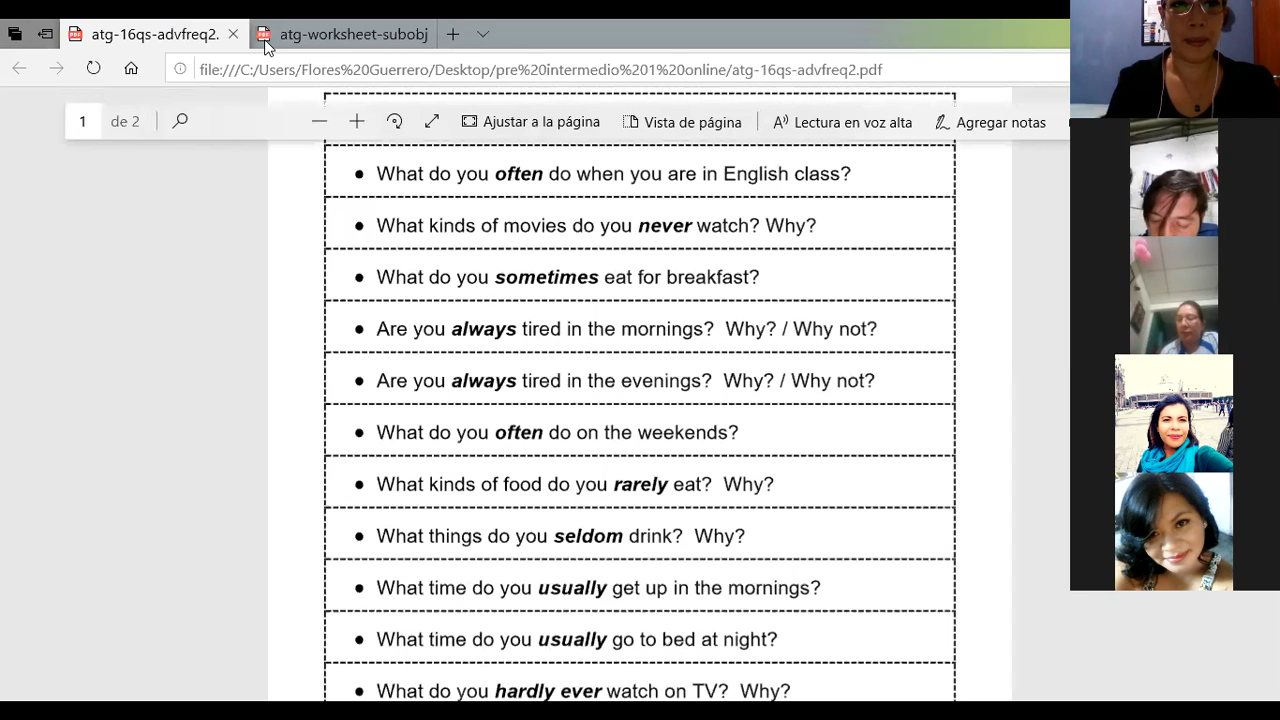 atg-16qs-advfreq2.
atg-worksheet-subobj
file:///C:/Users/Flores%20Guerrero/Desktop/pre%20intermedio%201%20online/atg-16qs-advfreq2.pdf
1 de 2
Ajustar a la página
Vista de página
Lectura en voz alta
Agregar notas
• What do you often do when you are in English class?
• What kinds of movies do you never watch? Why?
• What do you sometimes eat for breakfast?
• Are you always tired in the mornings? Why? / Why not?
• Are you always tired in the evenings? Why? / Why not?
• What do you often do on the weekends?
• What kinds of food do you rarely eat? Why?
• What things do you seldom drink? Why?
• What time do you usually get up in the mornings?
• What time do you usually go to bed at night?
• What do you hardly ever watch on TV? Why?